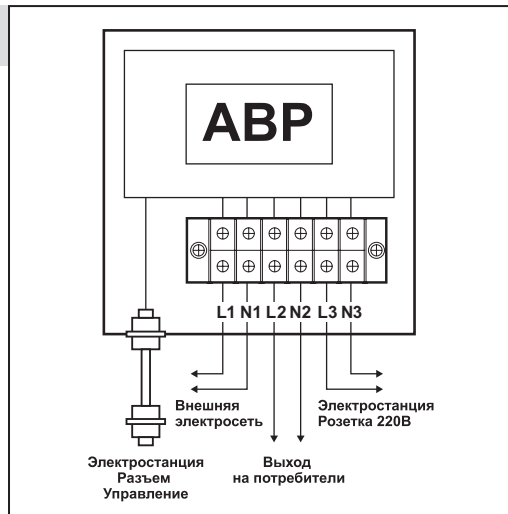 АВР
L1 N1 L2 N2 L3 N3
Внешняя
электросеть
Электростанция
Розетка 220В
Электростанция
Разъем
Управление
Выход
на потребители